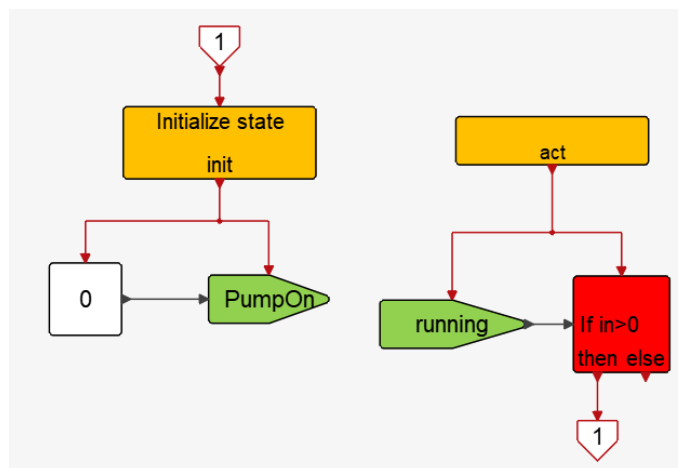 1
Initialize state
init
0
PumpOn
act
running
If in>0
then else
1